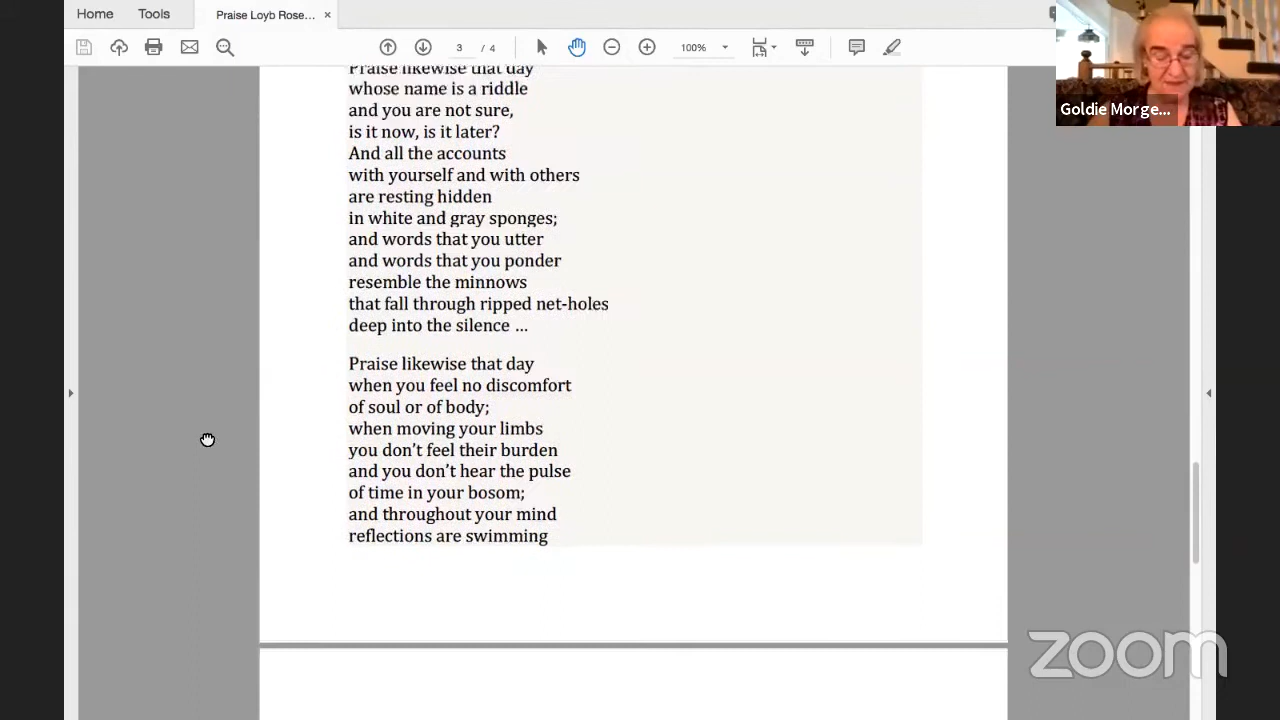 Home
Tools
Praise Loyb Rose...
3 / 4
100%
Goldie Morge...
Praise likewise that day
whose name is a riddle
and you are not sure,
is it now, is it later?
And all the accounts
with yourself and with others
are resting hidden
in white and gray sponges;
and words that you utter
and words that you ponder
resemble the minnows
that fall through ripped net-holes
deep into the silence ...
Praise likewise that day
when you feel no discomfort
of soul or of body;
when moving your limbs
you don't feel their burden
and you don't hear the pulse
of time in your bosom;
and throughout your mind
reflections are swimming
zoom